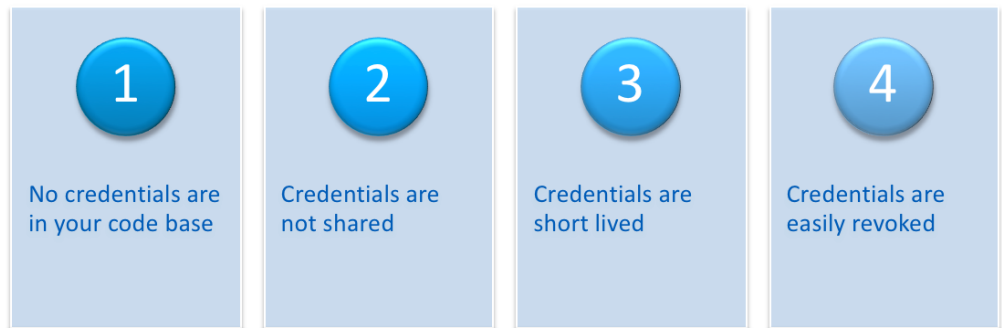 1
No credentials are
in your code base
2
Credentials are
not shared
3
Credentials are
short lived
4
Credentials are
easily revoked